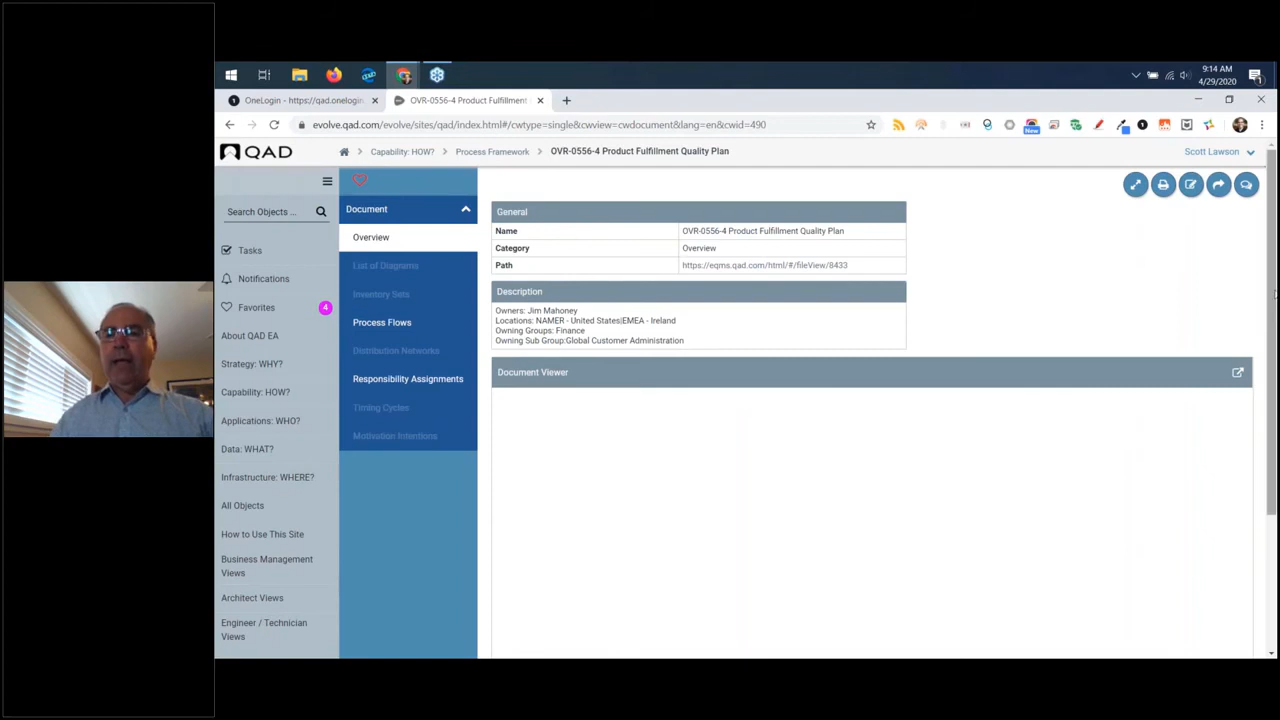 9:14 AM
4/29/2020
OneLogin - https://qad.onelogin.
OVR-0556-4 Product Fulfillment
evolve.qad.com/evolve/sites/qad/index.html#/cwtype=single&cwview=cwdocument&lang=en&cwid=490
New
QAD
Capability: HOW?
Process Framework
OVR-0556-4 Product Fulfillment Quality Plan
Scott Lawson
Search Objects ...
Tasks
Notifications
Favorites
4
About QAD EA
Strategy: WHY?
Capability: HOW?
Applications: WHO?
Data: WHAT?
Infrastructure: WHERE?
All Objects
How to Use This Site
Business Management
Views
Architect Views
Engineer / Technician
Views
Document
Overview
List of Diagrams
Inventory Sets
Process Flows
Distribution Networks
Responsibility Assignments
Timing Cycles
Motivation Intentions
General
Name OVR-0556-4 Product Fulfillment Quality Plan
Category Overview
Path https://eqms.qad.com/html/#/fileView/8433
Description
Owners: Jim Mahoney
Locations: NAMER - United States|EMEA - Ireland
Owning Groups: Finance
Owning Sub Group:Global Customer Administration
Document Viewer